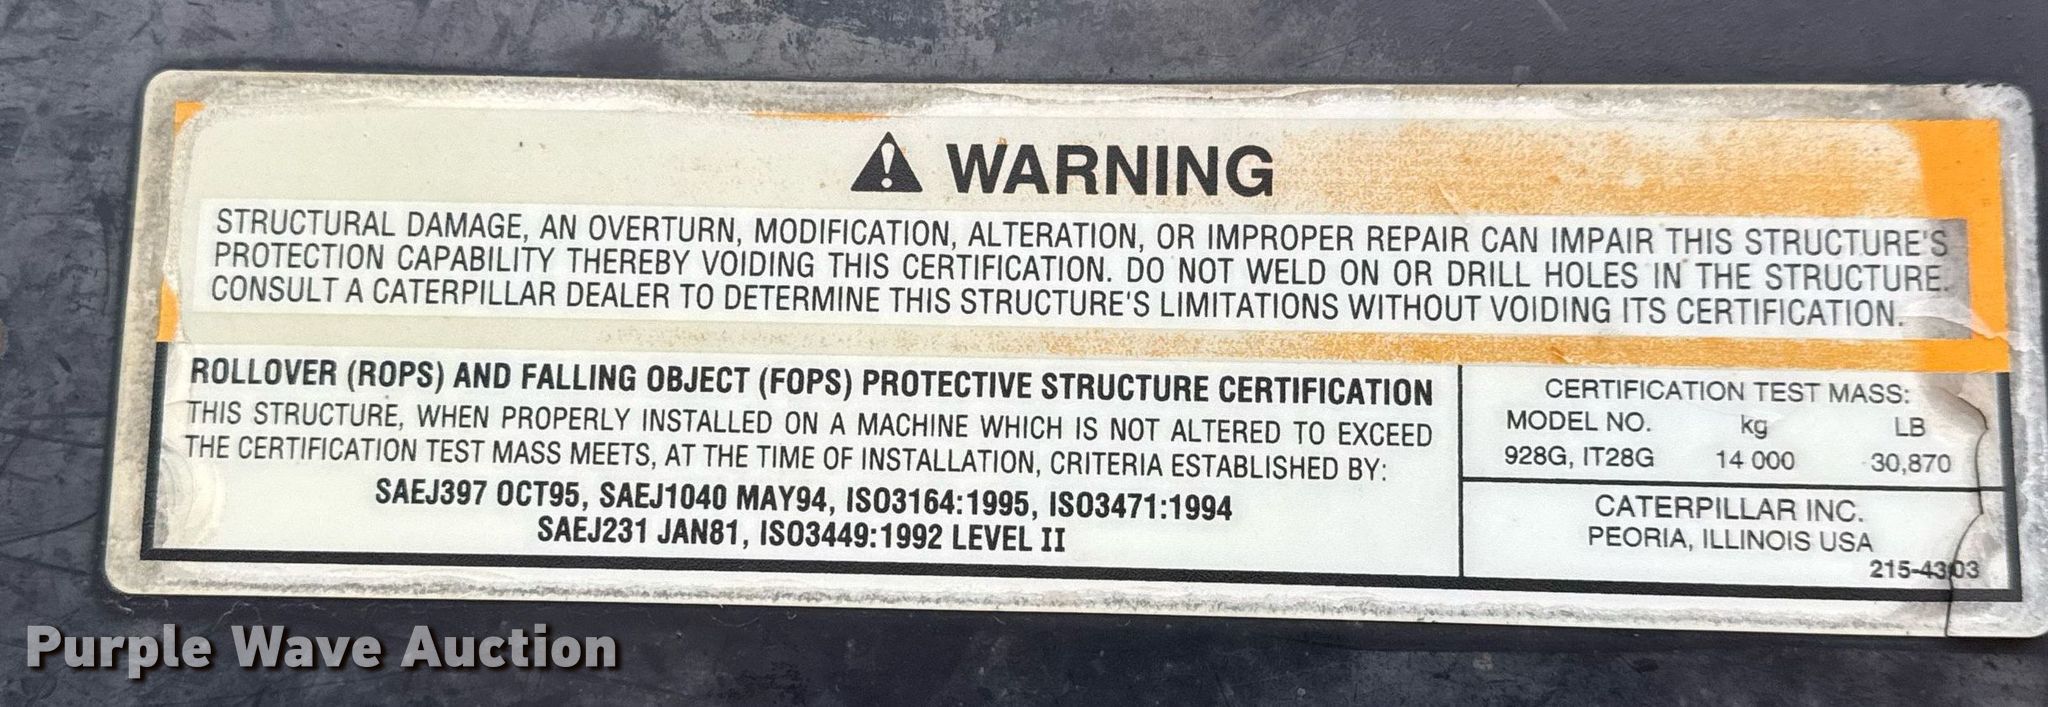 WARNING
STRUCTURAL DAMAGE, AN OVERTURN, MODIFICATION, ALTERATION, OR IMPROPER REPAIR CAN IMPAIR THIS STRUCTURE'S
PROTECTION CAPABILITY THEREBY VOIDING THIS CERTIFICATION. DO NOT WELD ON OR DRILL HOLES IN THE STRUCTURE.
CONSULT A CATERPILLAR DEALER TO DETERMINE THIS STRUCTURE'S LIMITATIONS WITHOUT VOIDING ITS CERTIFICATION.
ROLLOVER (ROPS) AND FALLING OBJECT (FOPS) PROTECTIVE STRUCTURE CERTIFICATION
THIS STRUCTURE, WHEN PROPERLY INSTALLED ON A MACHINE WHICH IS NOT ALTERED TO EXCEED
THE CERTIFICATION TEST MASS MEETS, AT THE TIME OF INSTALLATION, CRITERIA ESTABLISHED BY:
SAEJ397 OCT95, SAEJ1040 MAY94, ISO3164:1995, ISO3471:1994
SAEJ231 JAN81, ISO3449:1992 LEVEL II
CERTIFICATION TEST MASS:
MODEL NO. kg LB
928G, IT28G 14 000 30,870
CATERPILLAR INC.
PEORIA, ILLINOIS USA
215-4303
Purple Wave Auction